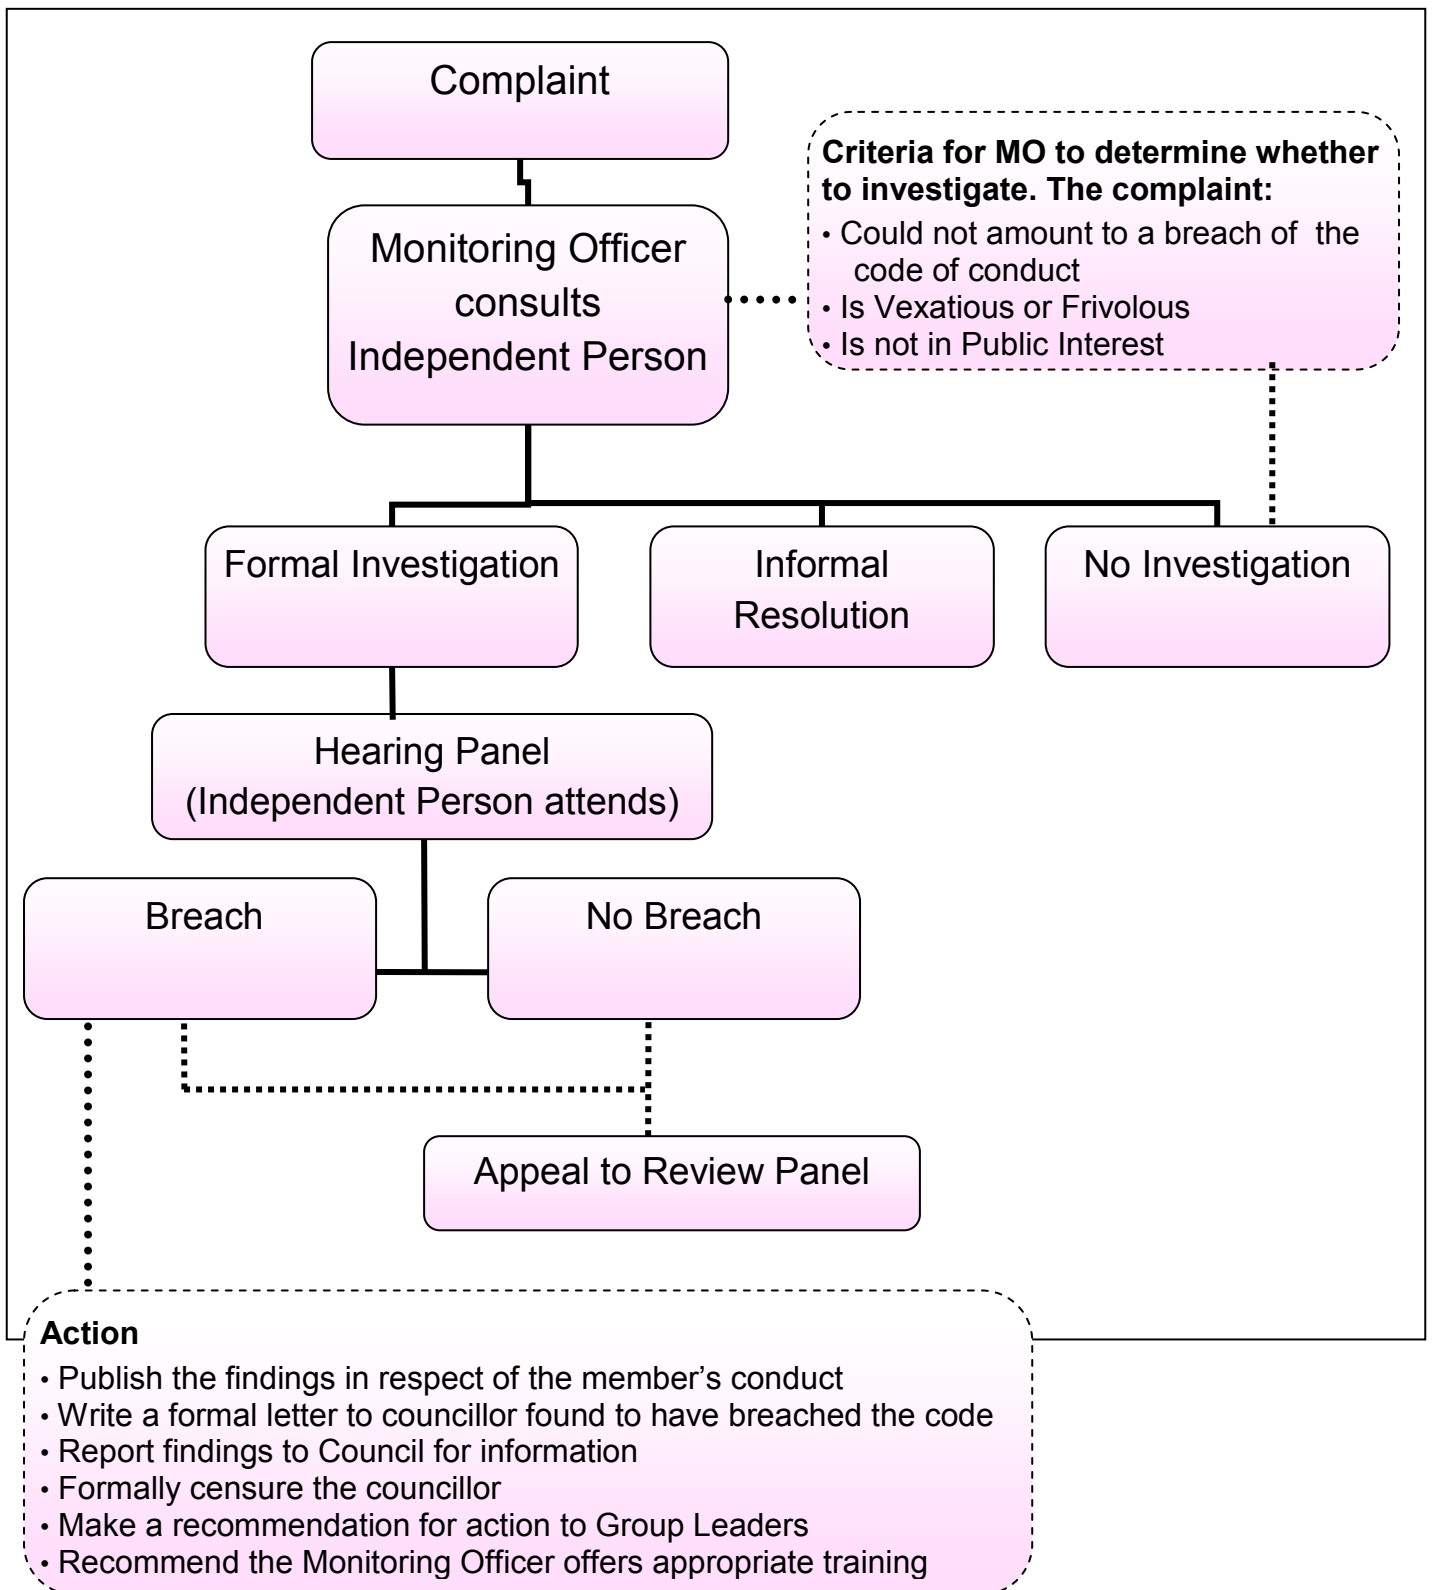 Complaint
Criteria for MO to determine whether
to investigate. The complaint:
• Could not amount to a breach of the
code of conduct
• Is Vexatious or Frivolous
• Is not in Public Interest
Monitoring Officer
consults
Independent Person
Formal Investigation
Informal
Resolution
No Investigation
Hearing Panel
(Independent Person attends)
Breach
No Breach
Appeal to Review Panel
Action
• Publish the findings in respect of the member’s conduct
• Write a formal letter to councillor found to have breached the code
• Report findings to Council for information
• Formally censure the councillor
• Make a recommendation for action to Group Leaders
• Recommend the Monitoring Officer offers appropriate training